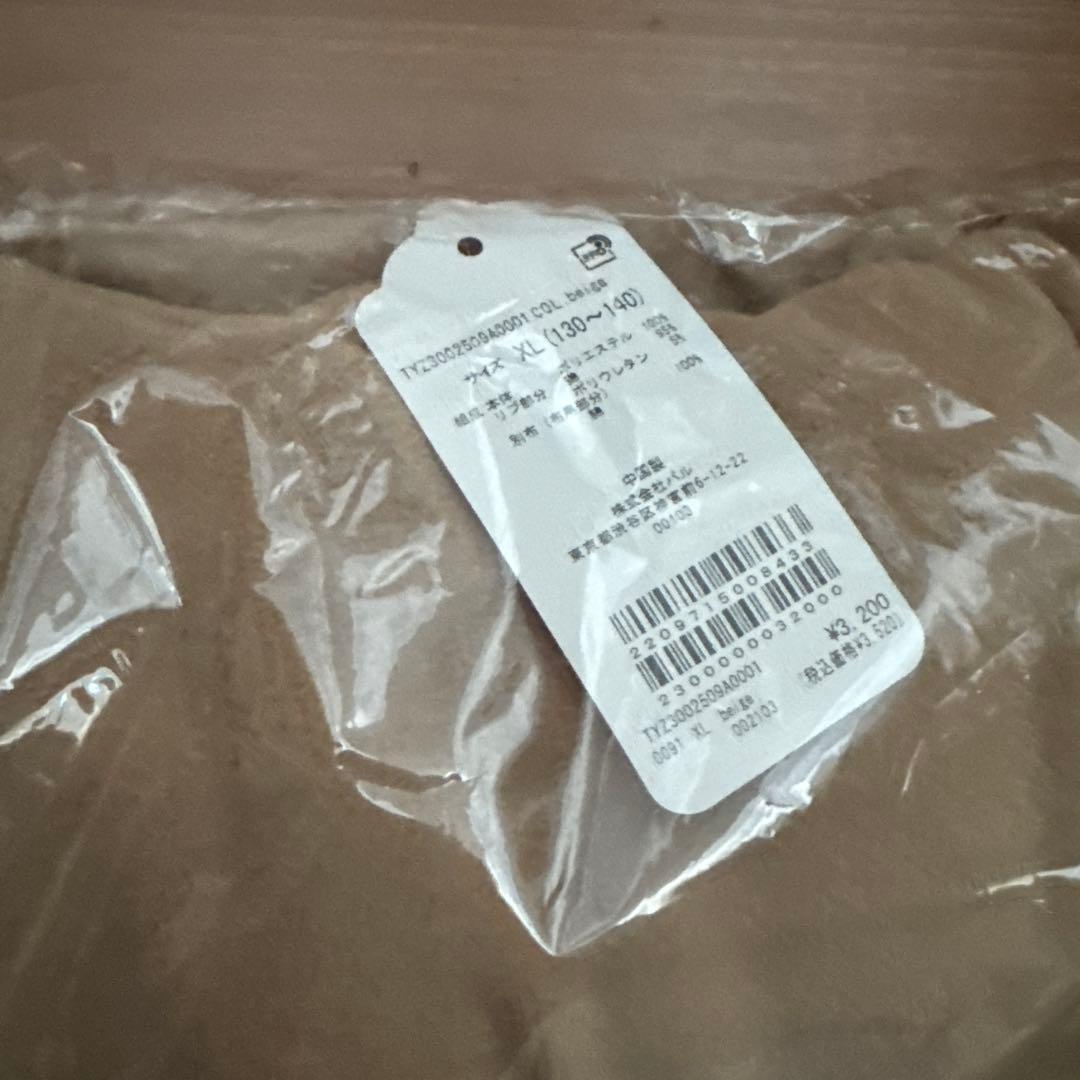 TYZ3002509A0001 COL.beige
サイズ XL(130〜140)
組成 本体 ポリエステル 100%
リブ部分 綿 95%
ポリウレタン 5%
別布(布帛部分)
綿 100%
中国製
株式会社パル
東京都渋谷区神宮前6-12-22
00100
2209715008433
2300000032000
TYZ3002509A0001
0091 XL beige
002103
¥3,200
(税込価格¥3,520)